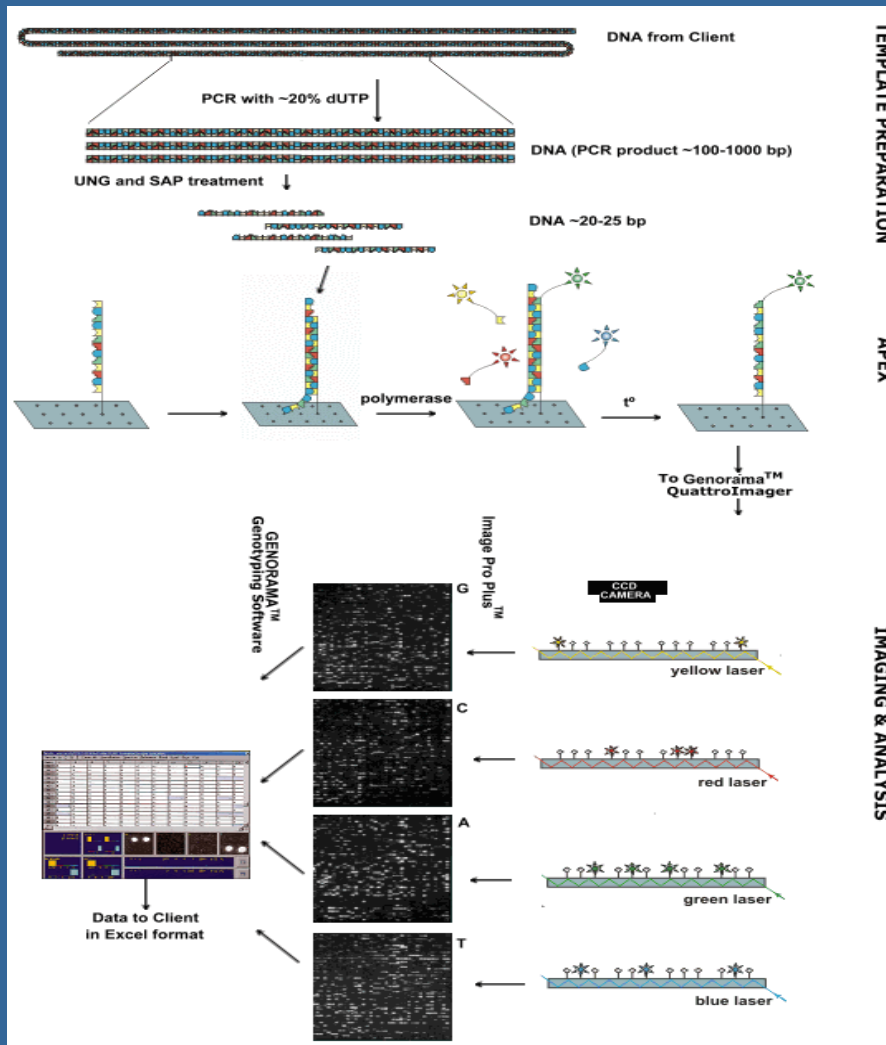 DNA from Client
PCR with ~20% dUTP
DNA (PCR product ~100-1000 bp)
UNG and SAP treatment
DNA ~20-25 bp
TEMPLATE PREPARATION
polymerase
t°
APEX
To Genorama™
QuattroImager
GENORAMA™
Genotyping Software
Image Pro Plus™
G
CCD
CAMERA
yellow laser
C
red laser
A
green laser
T
blue laser
IMAGING & ANALYSIS
Data to Client
in Excel format